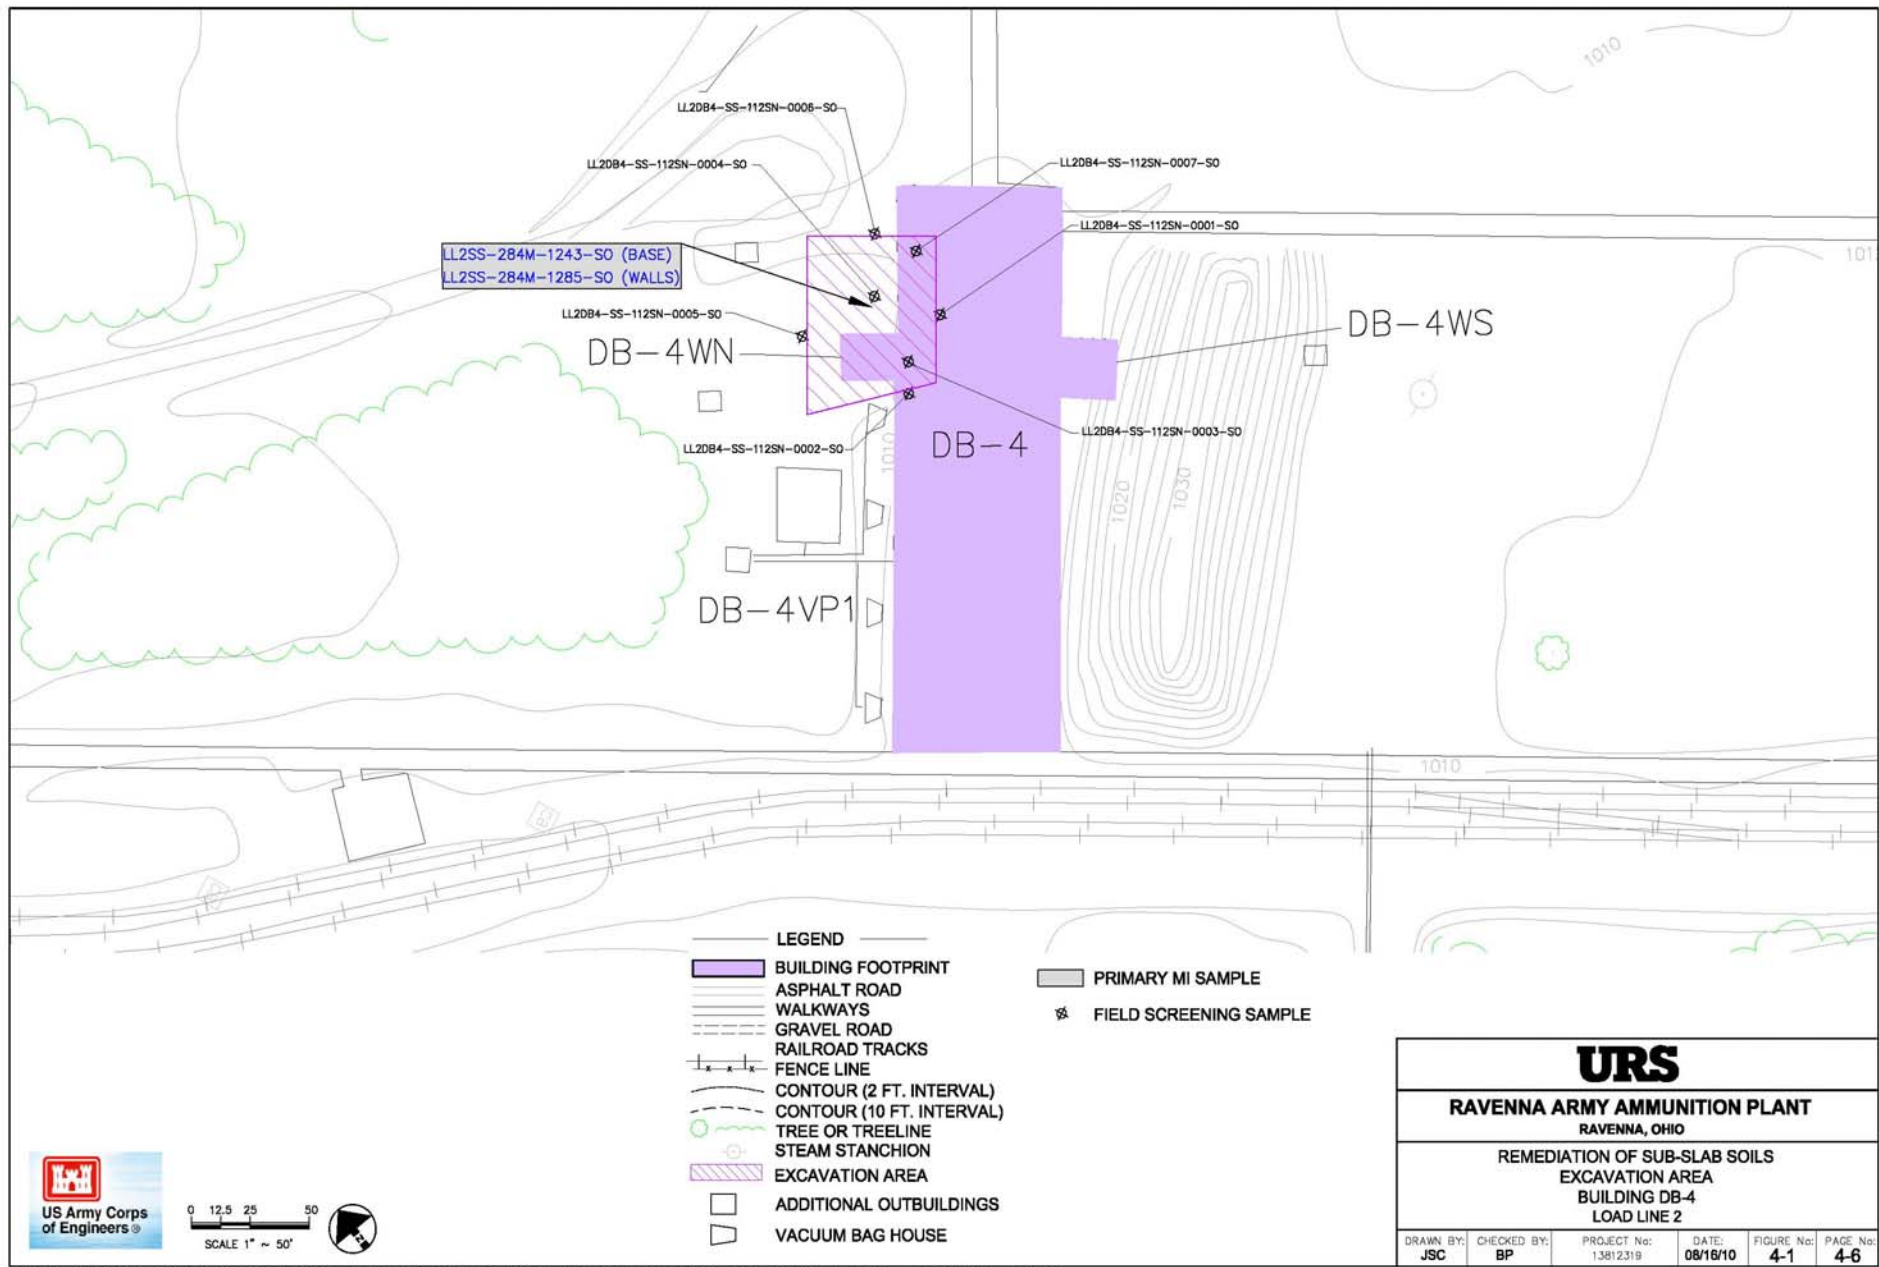 1010
LL2DB4-SS-112SN-0006-SO
LL2DB4-SS-112SN-0004-SO
LL2DB4-SS-112SN-0007-SO
LL2DB4-SS-112SN-0001-SO
LL2SS-284M-1243-SO (BASE)
LL2SS-284M-1285-SO (WALLS)
LL2DB4-SS-112SN-0005-SO
DB-4WN
DB-4WS
LL2DB4-SS-112SN-0003-SO
LL2DB4-SS-112SN-0002-SO
DB-4
1010
1020
1030
DB-4VP1
1010
LEGEND
BUILDING FOOTPRINT
ASPHALT ROAD
WALKWAYS
GRAVEL ROAD
RAILROAD TRACKS
FENCE LINE
CONTOUR (2 FT. INTERVAL)
CONTOUR (10 FT. INTERVAL)
TREE OR TREELINE
STEAM STANCHION
EXCAVATION AREA
ADDITIONAL OUTBUILDINGS
VACUUM BAG HOUSE
PRIMARY MI SAMPLE
FIELD SCREENING SAMPLE
US Army Corps
of Engineers ®
0 12.5 25 50
SCALE 1" ~ 50'
N
URS
RAVENNA ARMY AMMUNITION PLANT
RAVENNA, OHIO
REMEDIATION OF SUB-SLAB SOILS
EXCAVATION AREA
BUILDING DB-4
LOAD LINE 2
DRAWN BY: JSC
CHECKED BY: BP
PROJECT No: 13812319
DATE: 08/16/10
FIGURE No: 4-1
PAGE No: 4-6